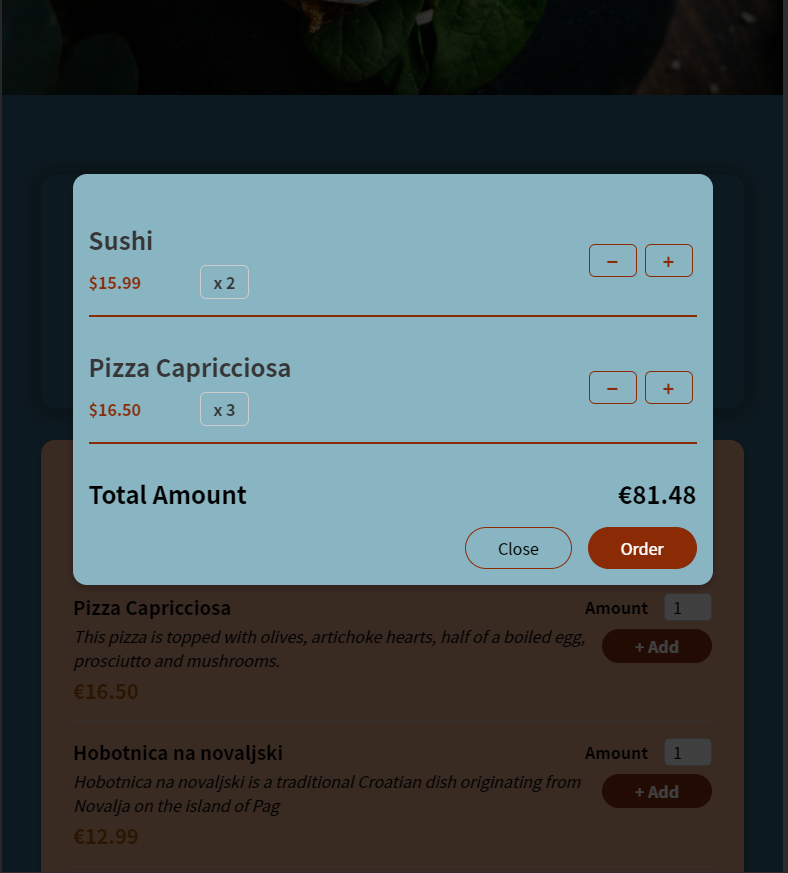 Sushi
$15.99 x 2
− +
Pizza Capricciosa
$16.50 x 3
− +
Total Amount €81.48
Close Order
Pizza Capricciosa
Amount 1
This pizza is topped with olives, artichoke hearts, half of a boiled egg,
prosciutto and mushrooms.
+ Add
€16.50
Hobotnica na novaljski
Amount 1
Hobotnica na novaljski is a traditional Croatian dish originating from
Novalja on the island of Pag
+ Add
€12.99